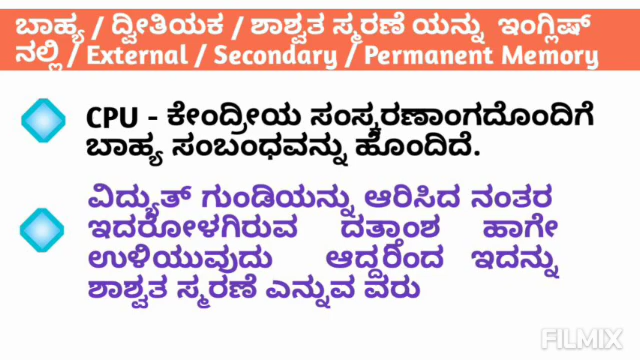 ಬಾಹ್ಯ / ದ್ವೀತಿಯಕ / ಶಾಶ್ವತ ಸ್ಮರಣೆ ಯನ್ನು ಇಂಗ್ಲಿಷ್
ನಲ್ಲಿ / External / Secondary / Permanent Memory
CPU - ಕೇಂದ್ರೀಯ ಸಂಸ್ಕರಣಾಂಗದೊಂದಿಗೆ
ಬಾಹ್ಯ ಸಂಬಂಧವನ್ನು ಹೊಂದಿದೆ.
ವಿದ್ಯುತ್ ಗುಂಡಿಯನ್ನು ಆರಿಸಿದ ನಂತರ
ಇದರೋಳಗಿರುವ ದತ್ತಾಂಶ ಹಾಗೇ
ಉಳಿಯುವುದು ಆದ್ದರಿಂದ ಇದನ್ನು
ಶಾಶ್ವತ ಸ್ಮರಣೆ ಎನ್ನುವ ವರು
FILMIX